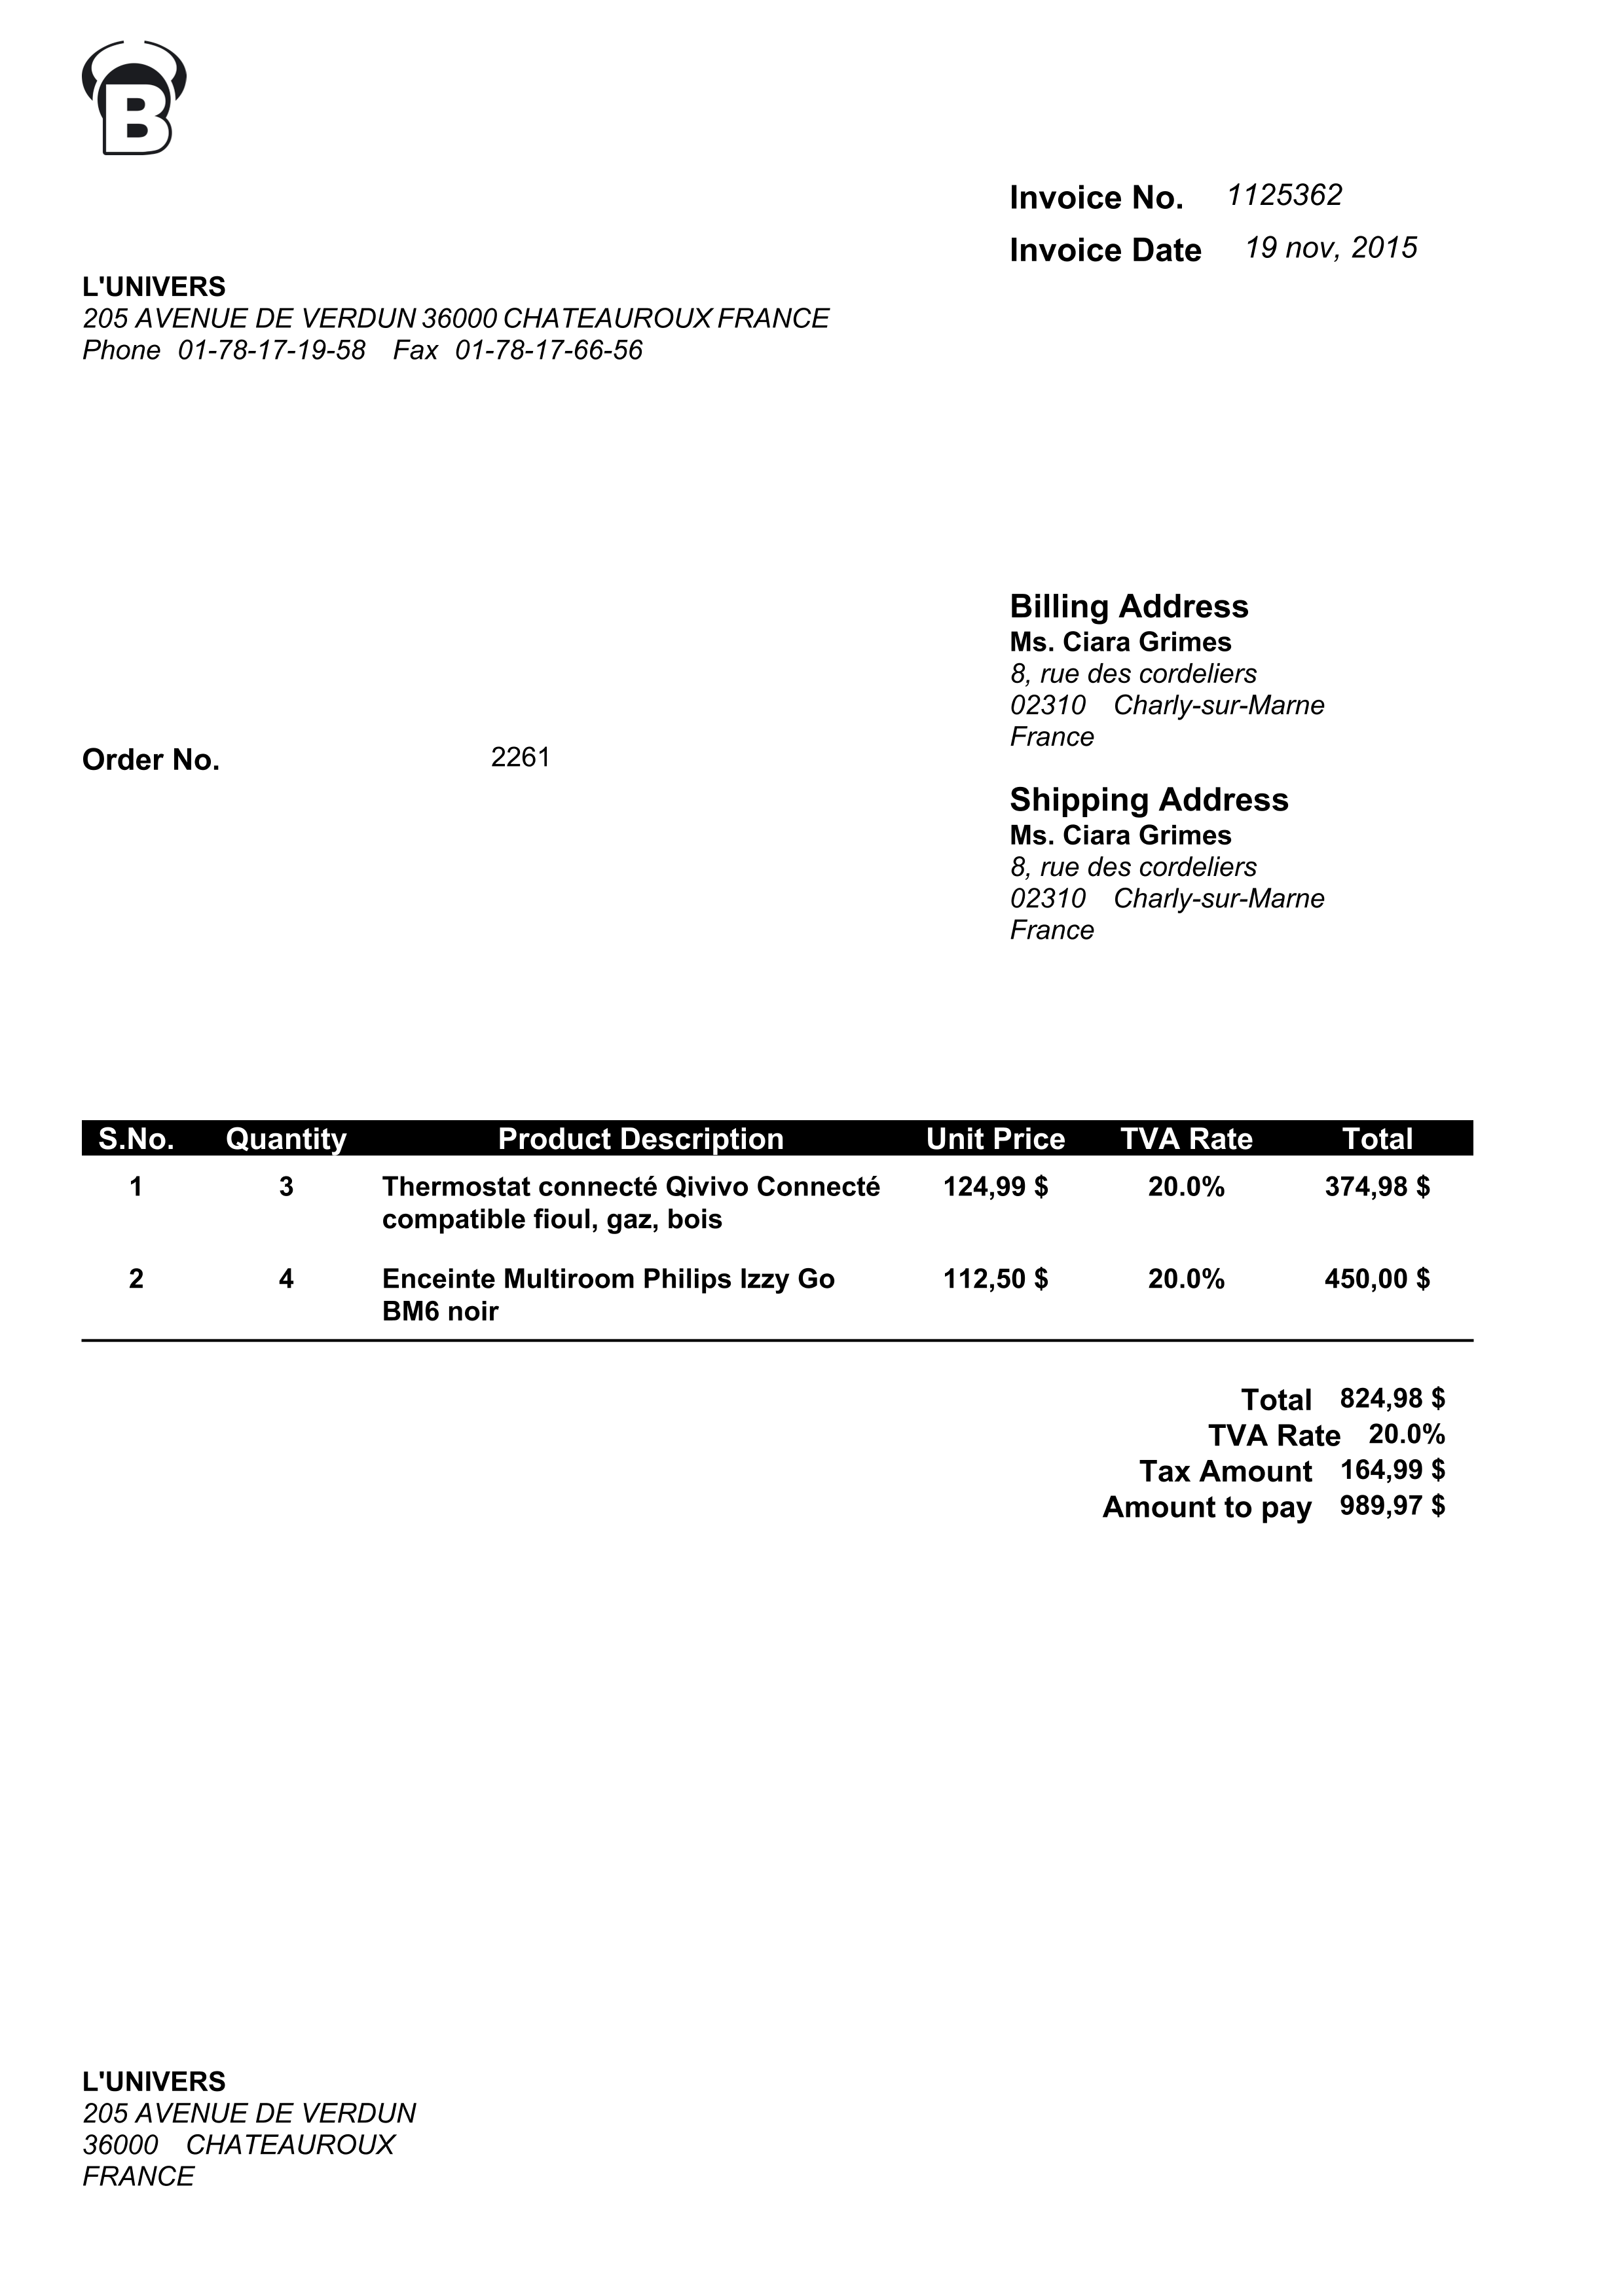 B
Invoice No. 1125362
Invoice Date 19 nov, 2015
L'UNIVERS
205 AVENUE DE VERDUN 36000 CHATEAUROUX FRANCE
Phone 01-78-17-19-58 Fax 01-78-17-66-56
Billing Address
Ms. Ciara Grimes
8, rue des cordeliers
02310 Charly-sur-Marne
France
Order No. 2261
Shipping Address
Ms. Ciara Grimes
8, rue des cordeliers
02310 Charly-sur-Marne
France
S.No. Quantity Product Description Unit Price TVA Rate Total
1 3 Thermostat connecté Qivivo Connecté 124,99 $ 20.0% 374,98 $
compatible fioul, gaz, bois
2 4 Enceinte Multiroom Philips Izzy Go 112,50 $ 20.0% 450,00 $
BM6 noir
Total 824,98 $
TVA Rate 20.0%
Tax Amount 164,99 $
Amount to pay 989,97 $
L'UNIVERS
205 AVENUE DE VERDUN
36000 CHATEAUROUX
FRANCE